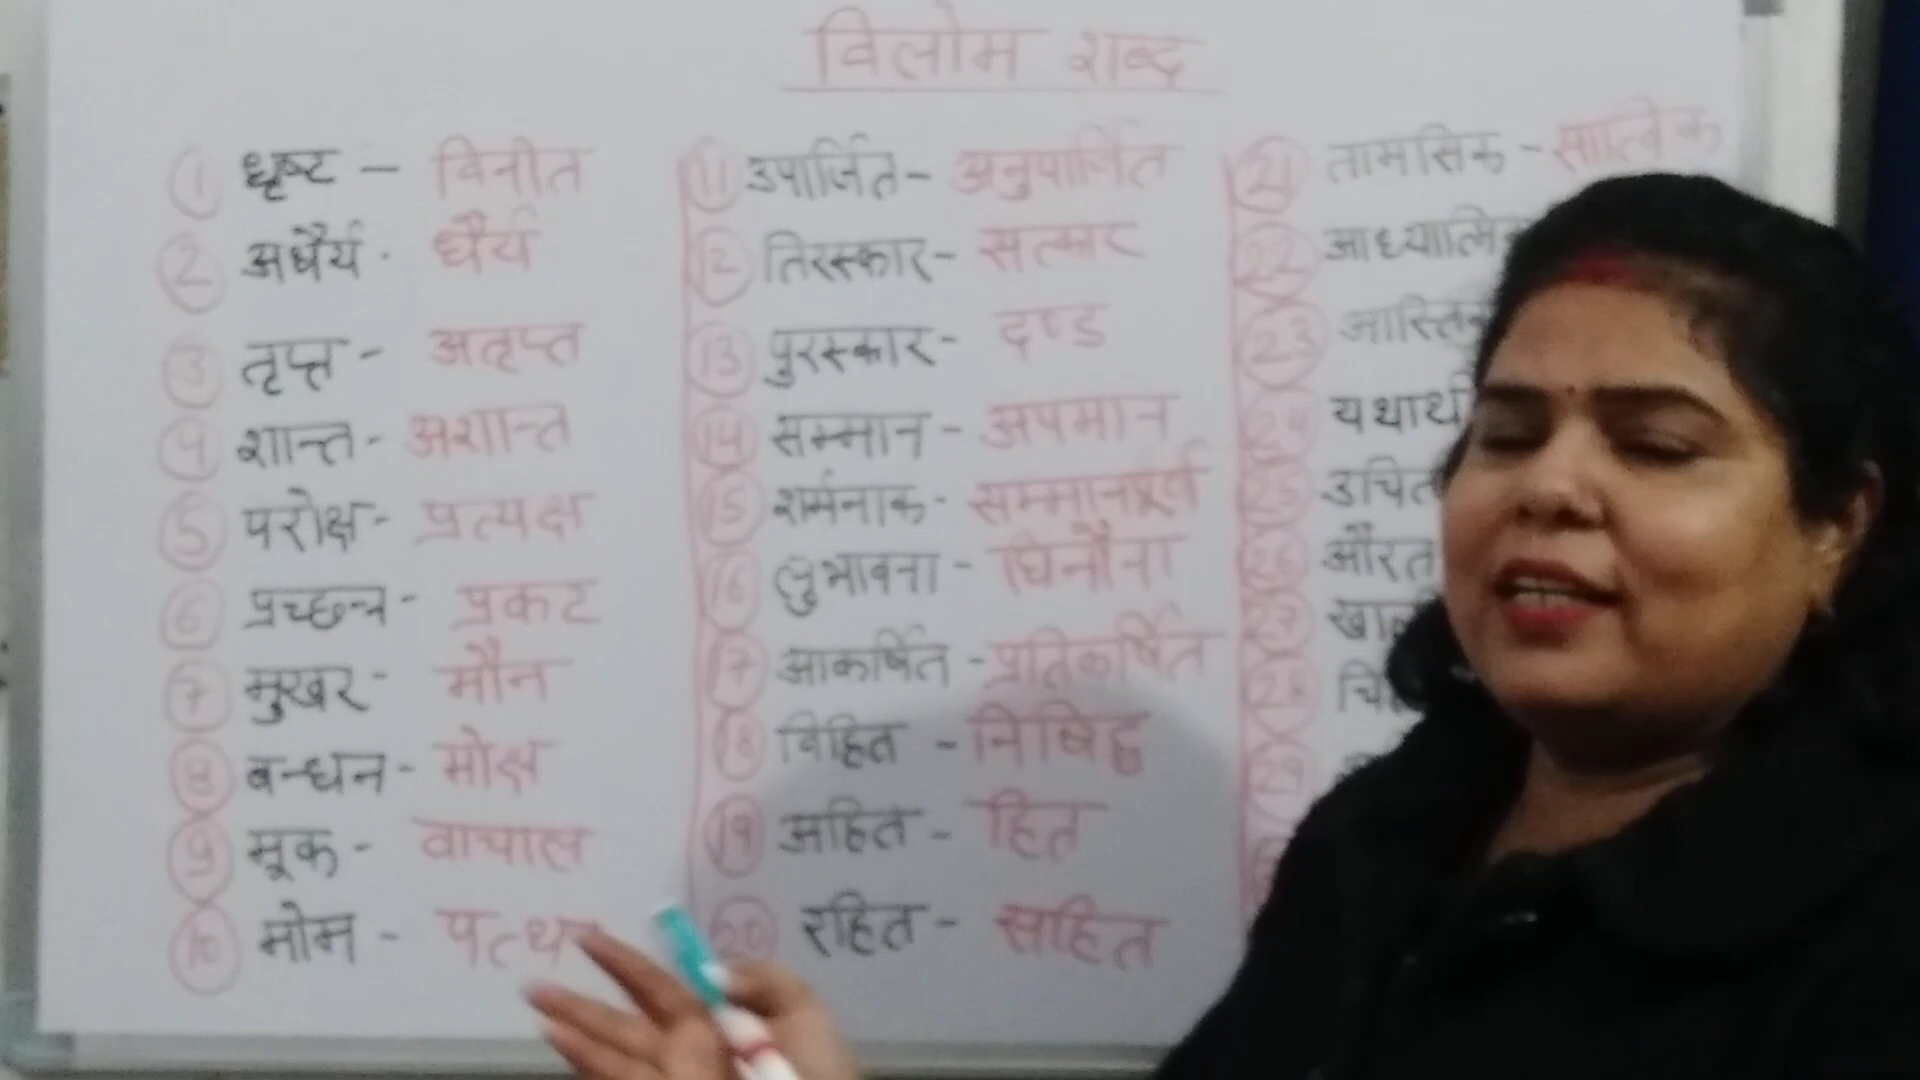 विलोम शब्द
① धृष्ट – विनीत
② अधैर्य - धैर्य
③ तृप्त - अतृप्त
④ शान्त - अशान्त
⑤ परोक्ष - प्रत्यक्ष
⑥ प्रच्छन्न - प्रकट
⑦ मुखर - मौन
⑧ बन्धन - मोक्ष
⑨ मूक - वाचाल
⑩ मोम - पत्थर
⑪ उपार्जित - अनुपार्जित
⑫ तिरस्कार - सत्कार
⑬ पुरस्कार - दण्ड
⑭ सम्मान - अपमान
⑮ शर्मनाक - सम्मानपूर्ण
⑯ लुभावना - घिनौना
⑰ आकर्षित - प्रतिकर्षित
⑱ विहित - निषिद्ध
⑲ अहित - हित
⑳ रहित - सहित
㉑ तामसिक - सात्विक
㉒
㉓
㉔ यथार्थ
㉕ उचित
㉖ औरत
㉗
㉘
㉙